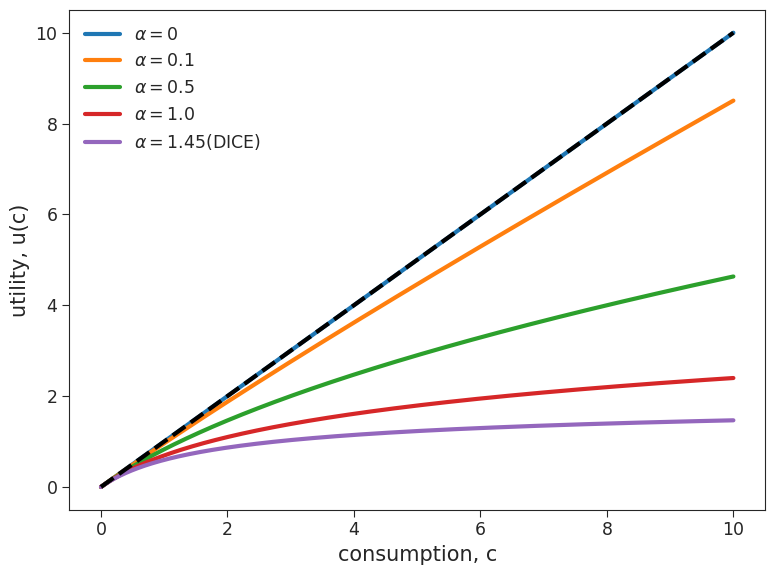 10
8
6
4
2
0
utility, u(c)
α = 0
α = 0.1
α = 0.5
α = 1.0
α = 1.45(DICE)
0 2 4 6 8 10
consumption, c